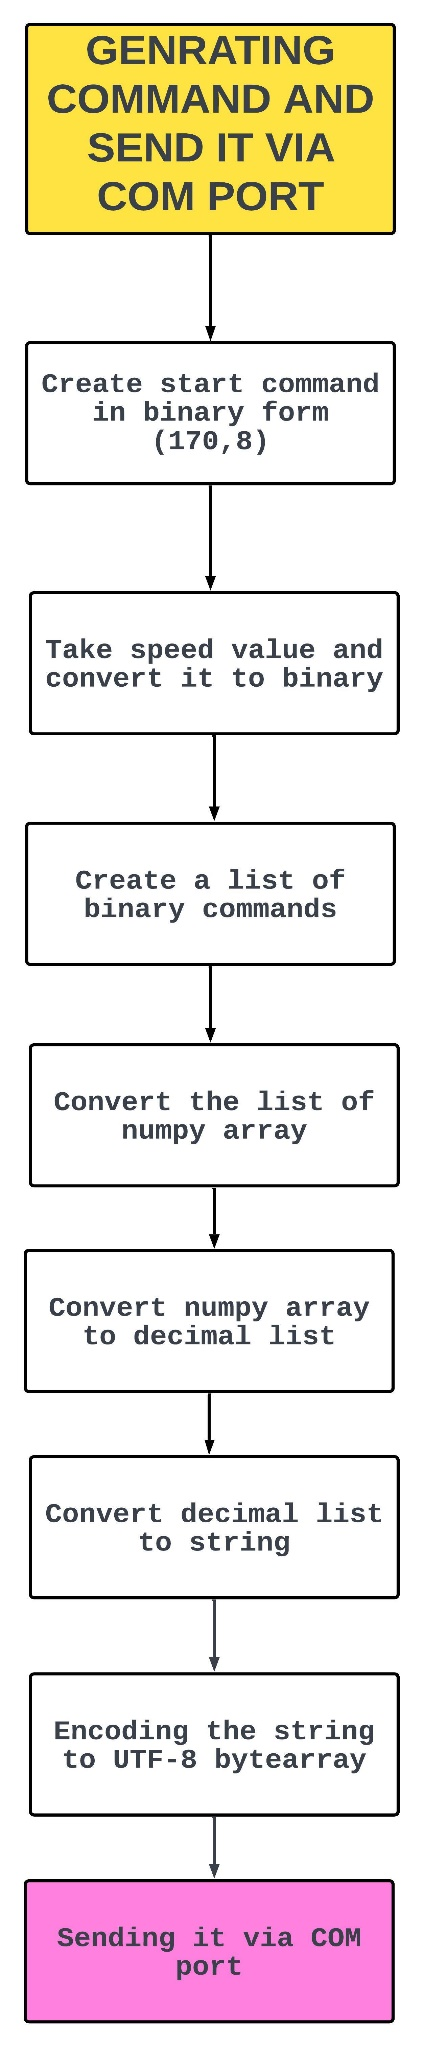 GENRATING
COMMAND AND
SEND IT VIA
COM PORT
Create start command
in binary form
(170,8)
Take speed value and
convert it to binary
Create a list of
binary commands
Convert the list of
numpy array
Convert numpy array
to decimal list
Convert decimal list
to string
Encoding the string
to UTF-8 bytearray
Sending it via COM
port